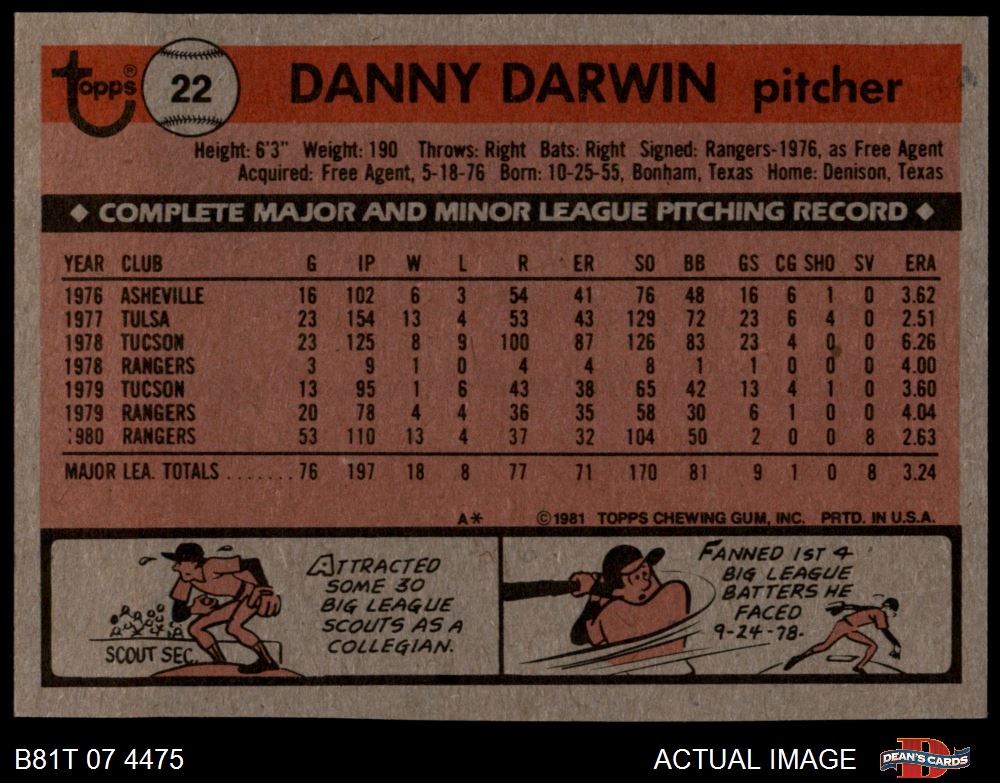 Topps®
22
DANNY DARWIN pitcher
Height: 6'3" Weight: 190 Throws: Right Bats: Right Signed: Rangers-1976, as Free Agent
Acquired: Free Agent, 5-18-76 Born: 10-25-55, Bonham, Texas Home: Denison, Texas
◆ COMPLETE MAJOR AND MINOR LEAGUE PITCHING RECORD ◆
YEAR CLUB G IP W L R ER SO BB GS CG SHO SV ERA
1976 ASHEVILLE 16 102 6 3 54 41 76 48 16 6 1 0 3.62
1977 TULSA 23 154 13 4 53 43 129 72 23 6 4 0 2.51
1978 TUCSON 23 125 8 9 100 87 126 83 23 4 0 0 6.26
1978 RANGERS 3 9 1 0 4 4 8 1 1 0 0 0 4.00
1979 TUCSON 13 95 1 6 43 38 65 42 13 4 1 0 3.60
1979 RANGERS 20 78 4 4 36 35 58 30 6 1 0 0 4.04
1980 RANGERS 53 110 13 4 37 32 104 50 2 0 0 8 2.63
MAJOR LEA. TOTALS ....... 76 197 18 8 77 71 170 81 9 1 0 8 3.24
A* ©1981 TOPPS CHEWING GUM, INC. PRTD. IN U.S.A.
SCOUT SEC.
ATTRACTED
SOME 30
BIG LEAGUE
SCOUTS AS A
COLLEGIAN.
FANNED 1ST 4
BIG LEAGUE
BATTERS HE
FACED
9-24-78.
B81T 07 4475
ACTUAL IMAGE
D
DEAN'S CARDS